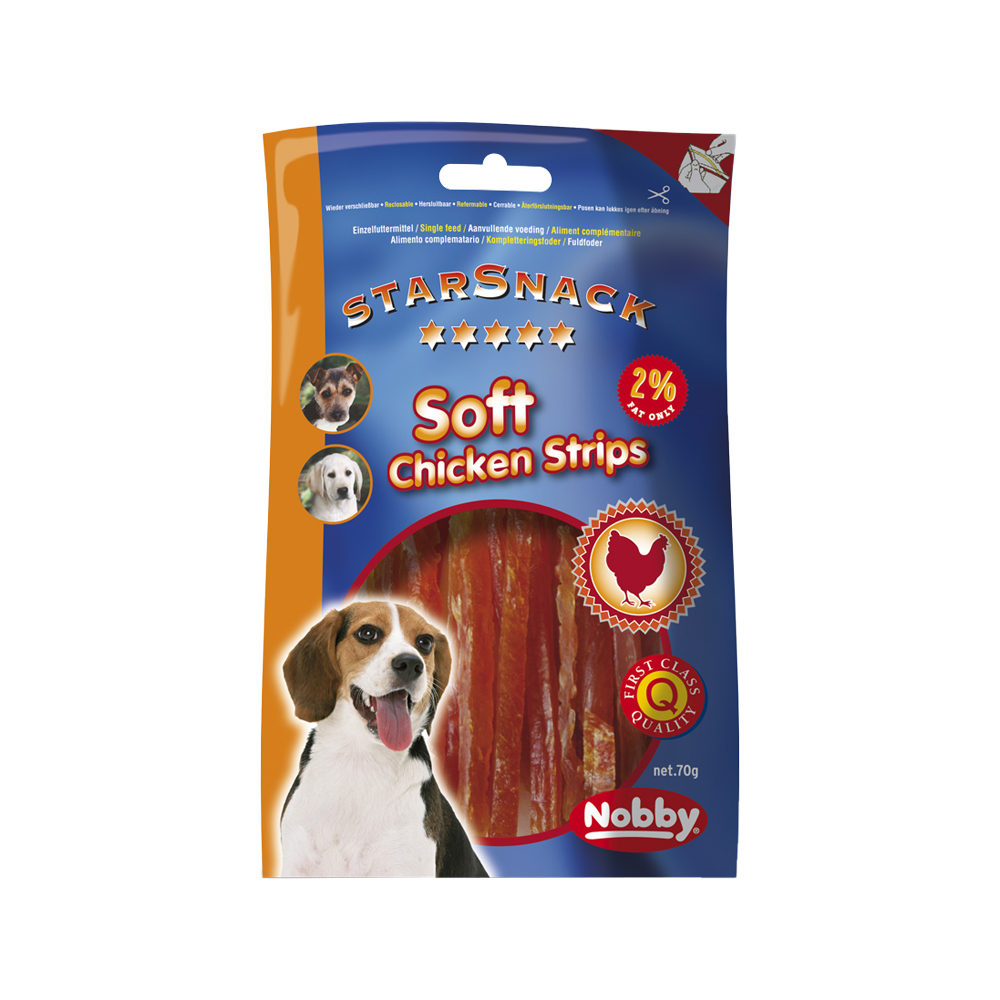 Wieder verschließbar • Reclosable • Hersluitbaar • Refermable • Cerrable • Återförslutningsbar • Posen kan lukkes igen efter åbning
Einzelfuttermittel / Single feed / Aanvullende voeding / Aliment complémentaire
Alimento complematario / Kompletteringsfoder / Fuldfoder
STARSNACK
2%
FAT ONLY
Soft
Chicken Strips
FIRST CLASS
Q
QUALITY
net.70g
Nobby®